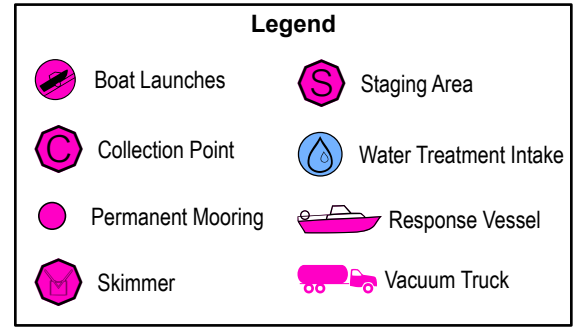 Legend
Boat Launches
S
Staging Area
C
Collection Point
Water Treatment Intake
Permanent Mooring
Response Vessel
Skimmer
Vacuum Truck